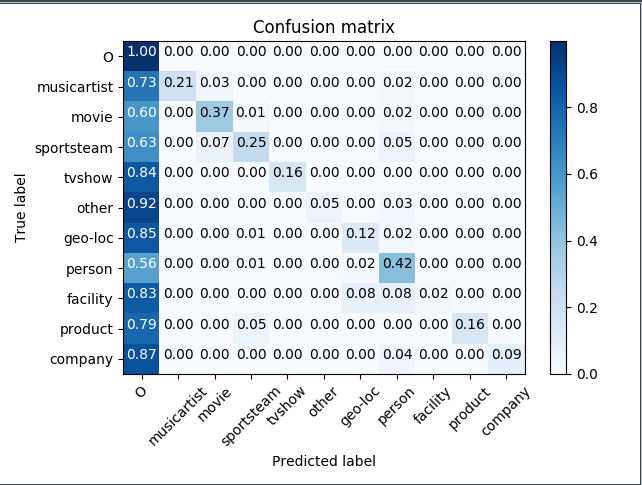 Confusion matrix
O 1.00 0.00 0.00 0.00 0.00 0.00 0.00 0.00 0.00 0.00 0.00
musicartist 0.73 0.21 0.03 0.00 0.00 0.00 0.00 0.02 0.00 0.00 0.00
movie 0.60 0.00 0.37 0.01 0.00 0.00 0.00 0.02 0.00 0.00 0.00
sportsteam 0.63 0.00 0.07 0.25 0.00 0.00 0.00 0.05 0.00 0.00 0.00
tvshow 0.84 0.00 0.00 0.00 0.16 0.00 0.00 0.00 0.00 0.00 0.00
other 0.92 0.00 0.00 0.00 0.00 0.05 0.00 0.03 0.00 0.00 0.00
geo-loc 0.85 0.00 0.00 0.01 0.00 0.00 0.12 0.02 0.00 0.00 0.00
person 0.56 0.00 0.00 0.01 0.00 0.00 0.02 0.42 0.00 0.00 0.00
facility 0.83 0.00 0.00 0.00 0.00 0.00 0.08 0.08 0.02 0.00 0.00
product 0.79 0.00 0.00 0.05 0.00 0.00 0.00 0.00 0.00 0.16 0.00
company 0.87 0.00 0.00 0.00 0.00 0.00 0.00 0.04 0.00 0.00 0.09
O musicartist movie sportsteam tvshow other geo-loc person facility product company
Predicted label
True label
0.8
0.6
0.4
0.2
0.0